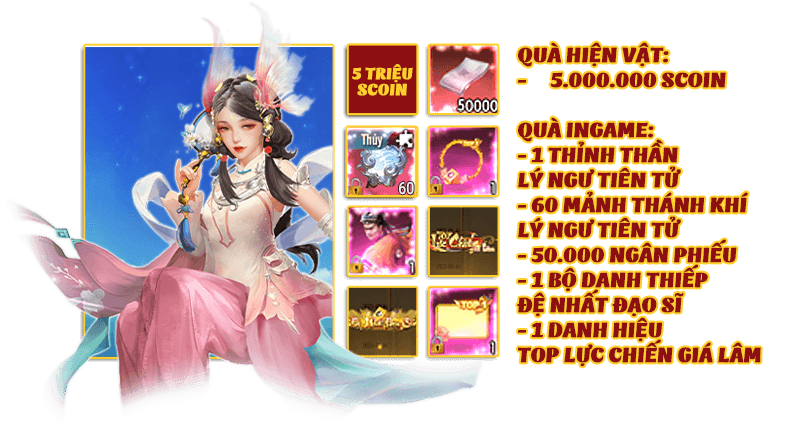 5 TRIỆU
SCOIN
50000
Thủy
60
1
1
TOP 1
1
QUÀ HIỆN VẬT:
- 5.000.000 SCOIN
QUÀ INGAME:
- 1 THỈNH THẦN
LÝ NGƯ TIÊN TỬ
- 60 MẢNH THÁNH KHÍ
LÝ NGƯ TIÊN TỬ
- 50.000 NGÂN PHIẾU
- 1 BỘ DANH THIẾP
ĐỆ NHẤT ĐẠO SĨ
- 1 DANH HIỆU
TOP LỰC CHIẾN GIÁ LÂM